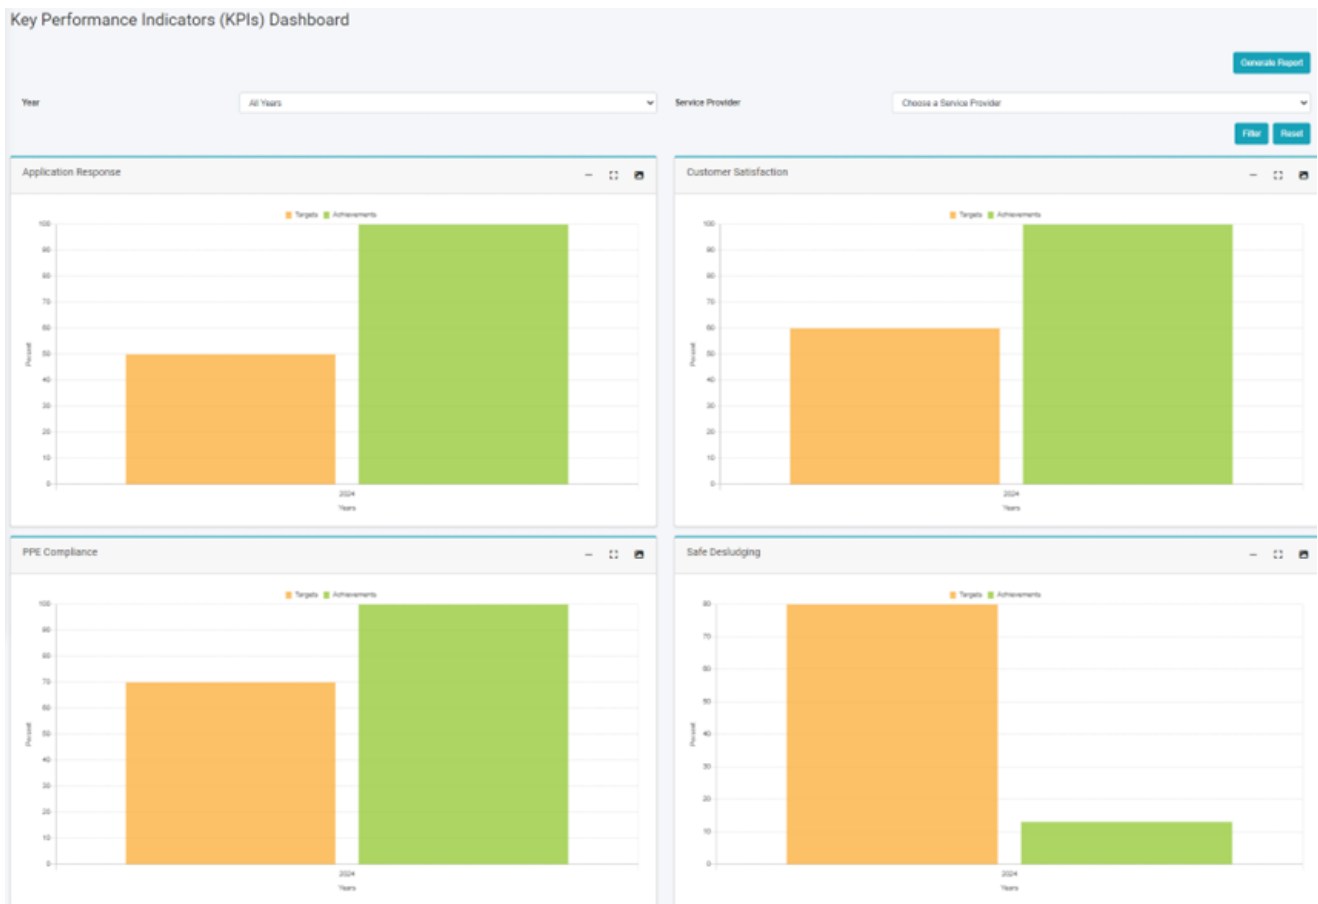 Key Performance Indicators (KPIs) Dashboard
Generate Report
Year All Years Service Provider Choose a Service Provider
Filter Reset
Application Response
Targets Achievements
100
90
80
70
60
50
40
30
20
10
0
Percent
2024
Years
Customer Satisfaction
Targets Achievements
100
90
80
70
60
50
40
30
20
10
0
Percent
2024
Years
PPE Compliance
Targets Achievements
100
90
80
70
60
50
40
30
20
10
0
Percent
2024
Years
Safe Desludging
Targets Achievements
80
70
60
50
40
30
20
10
0
Percent
2024
Years